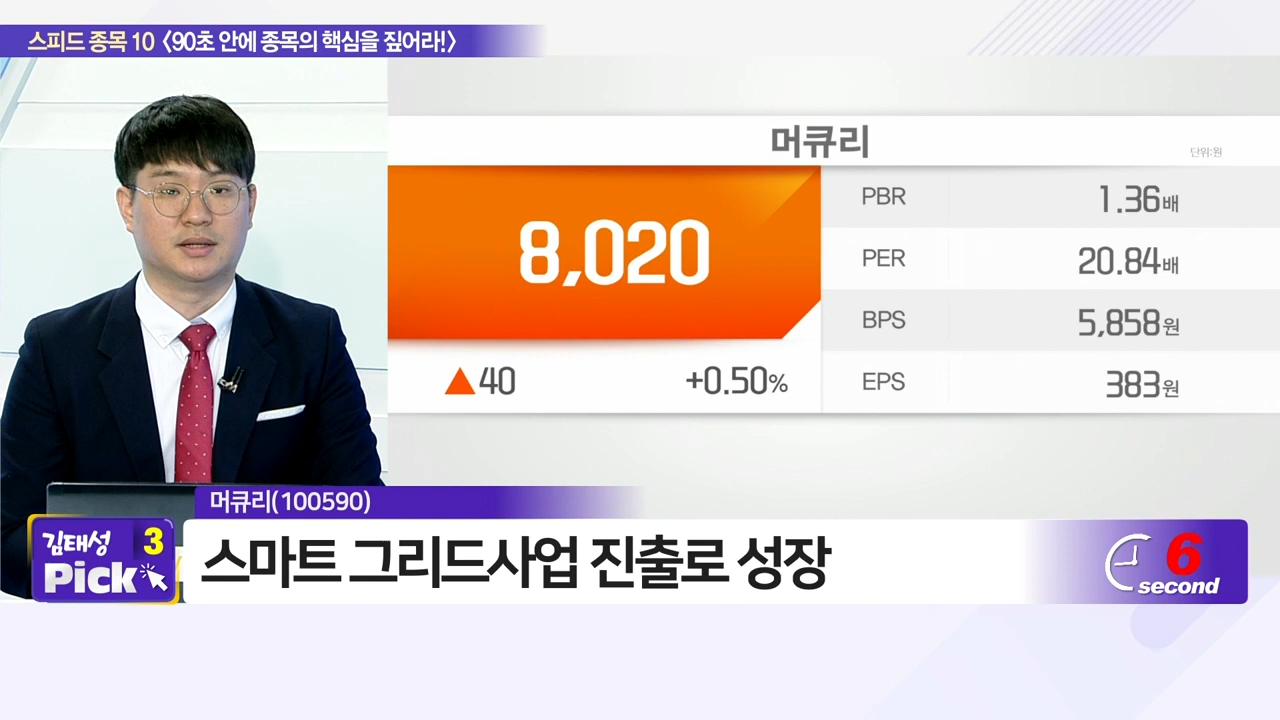 스피드 종목 10 〈90초 안에 종목의 핵심을 짚어라!〉
머큐리
단위:원
8,020
▲40 +0.50%
PBR 1.36배
PER 20.84배
BPS 5,858원
EPS 383원
머큐리(100590)
김태성 3
Pick
스마트 그리드사업 진출로 성장
6
second